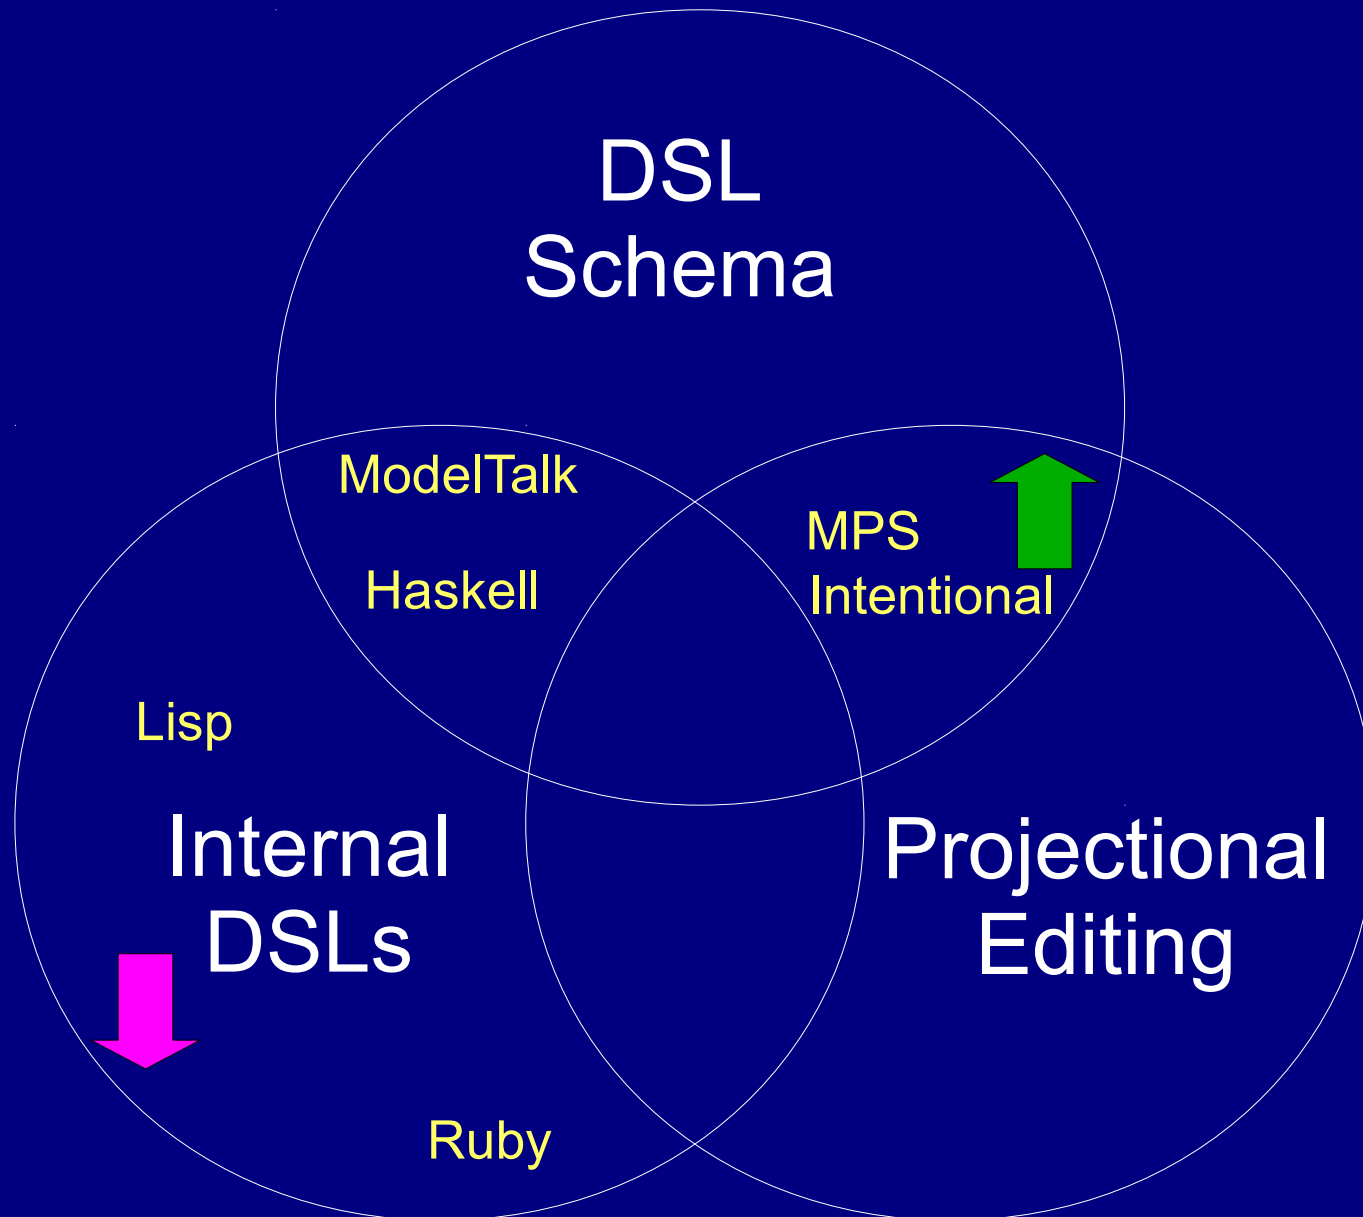 DSL
Schema
ModelTalk
MPS
Haskell
Intentional
Lisp
Internal
DSLs
Projectional
Editing
Ruby